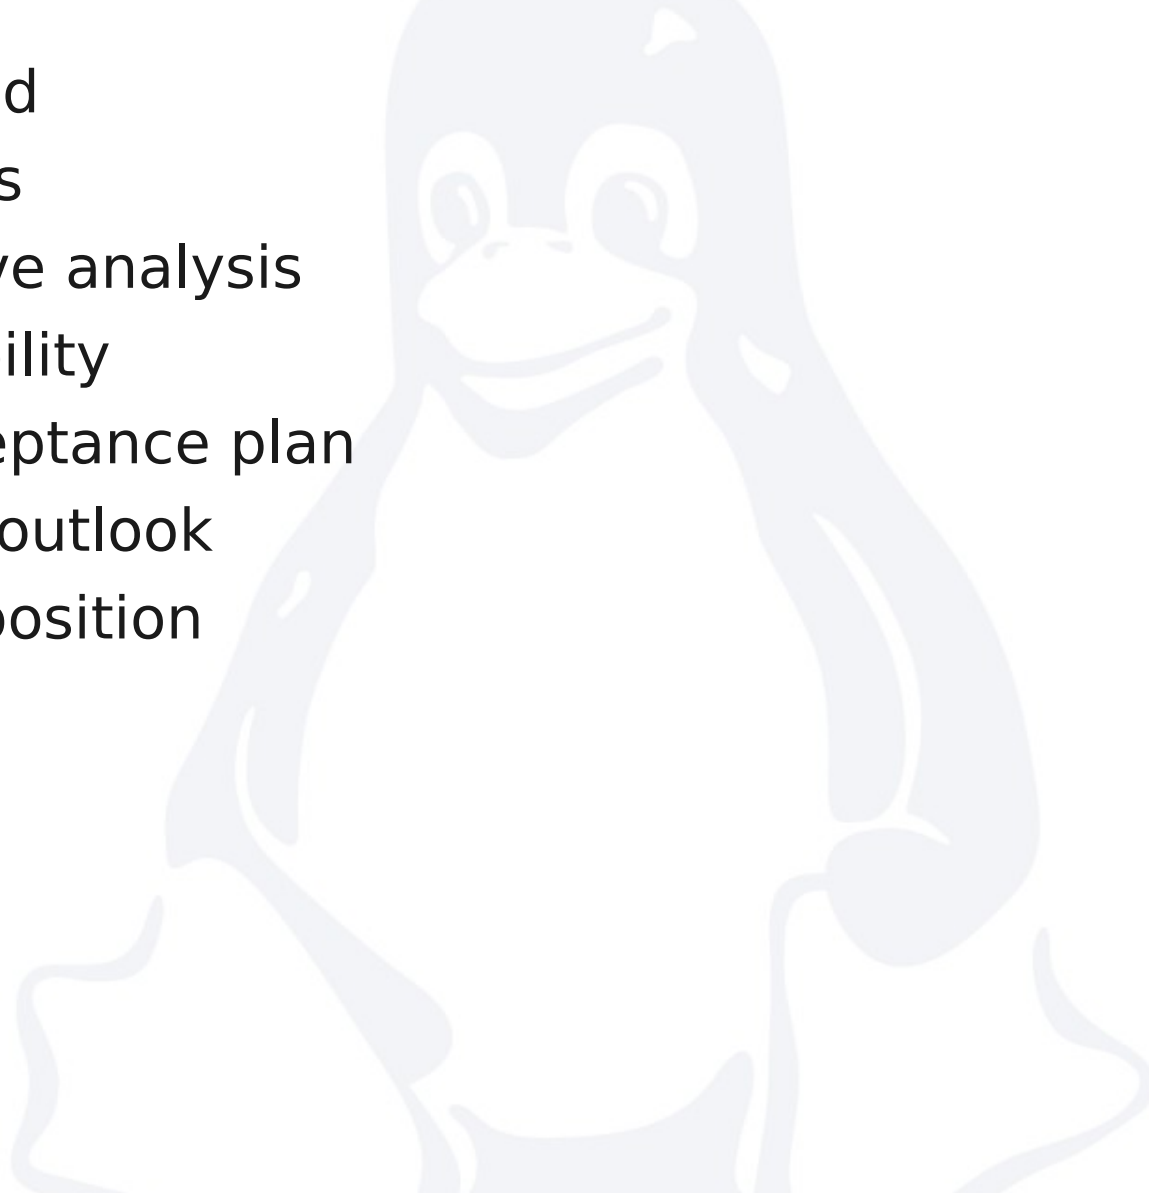 d
s
ve analysis
ility
eptance plan
outlook
position